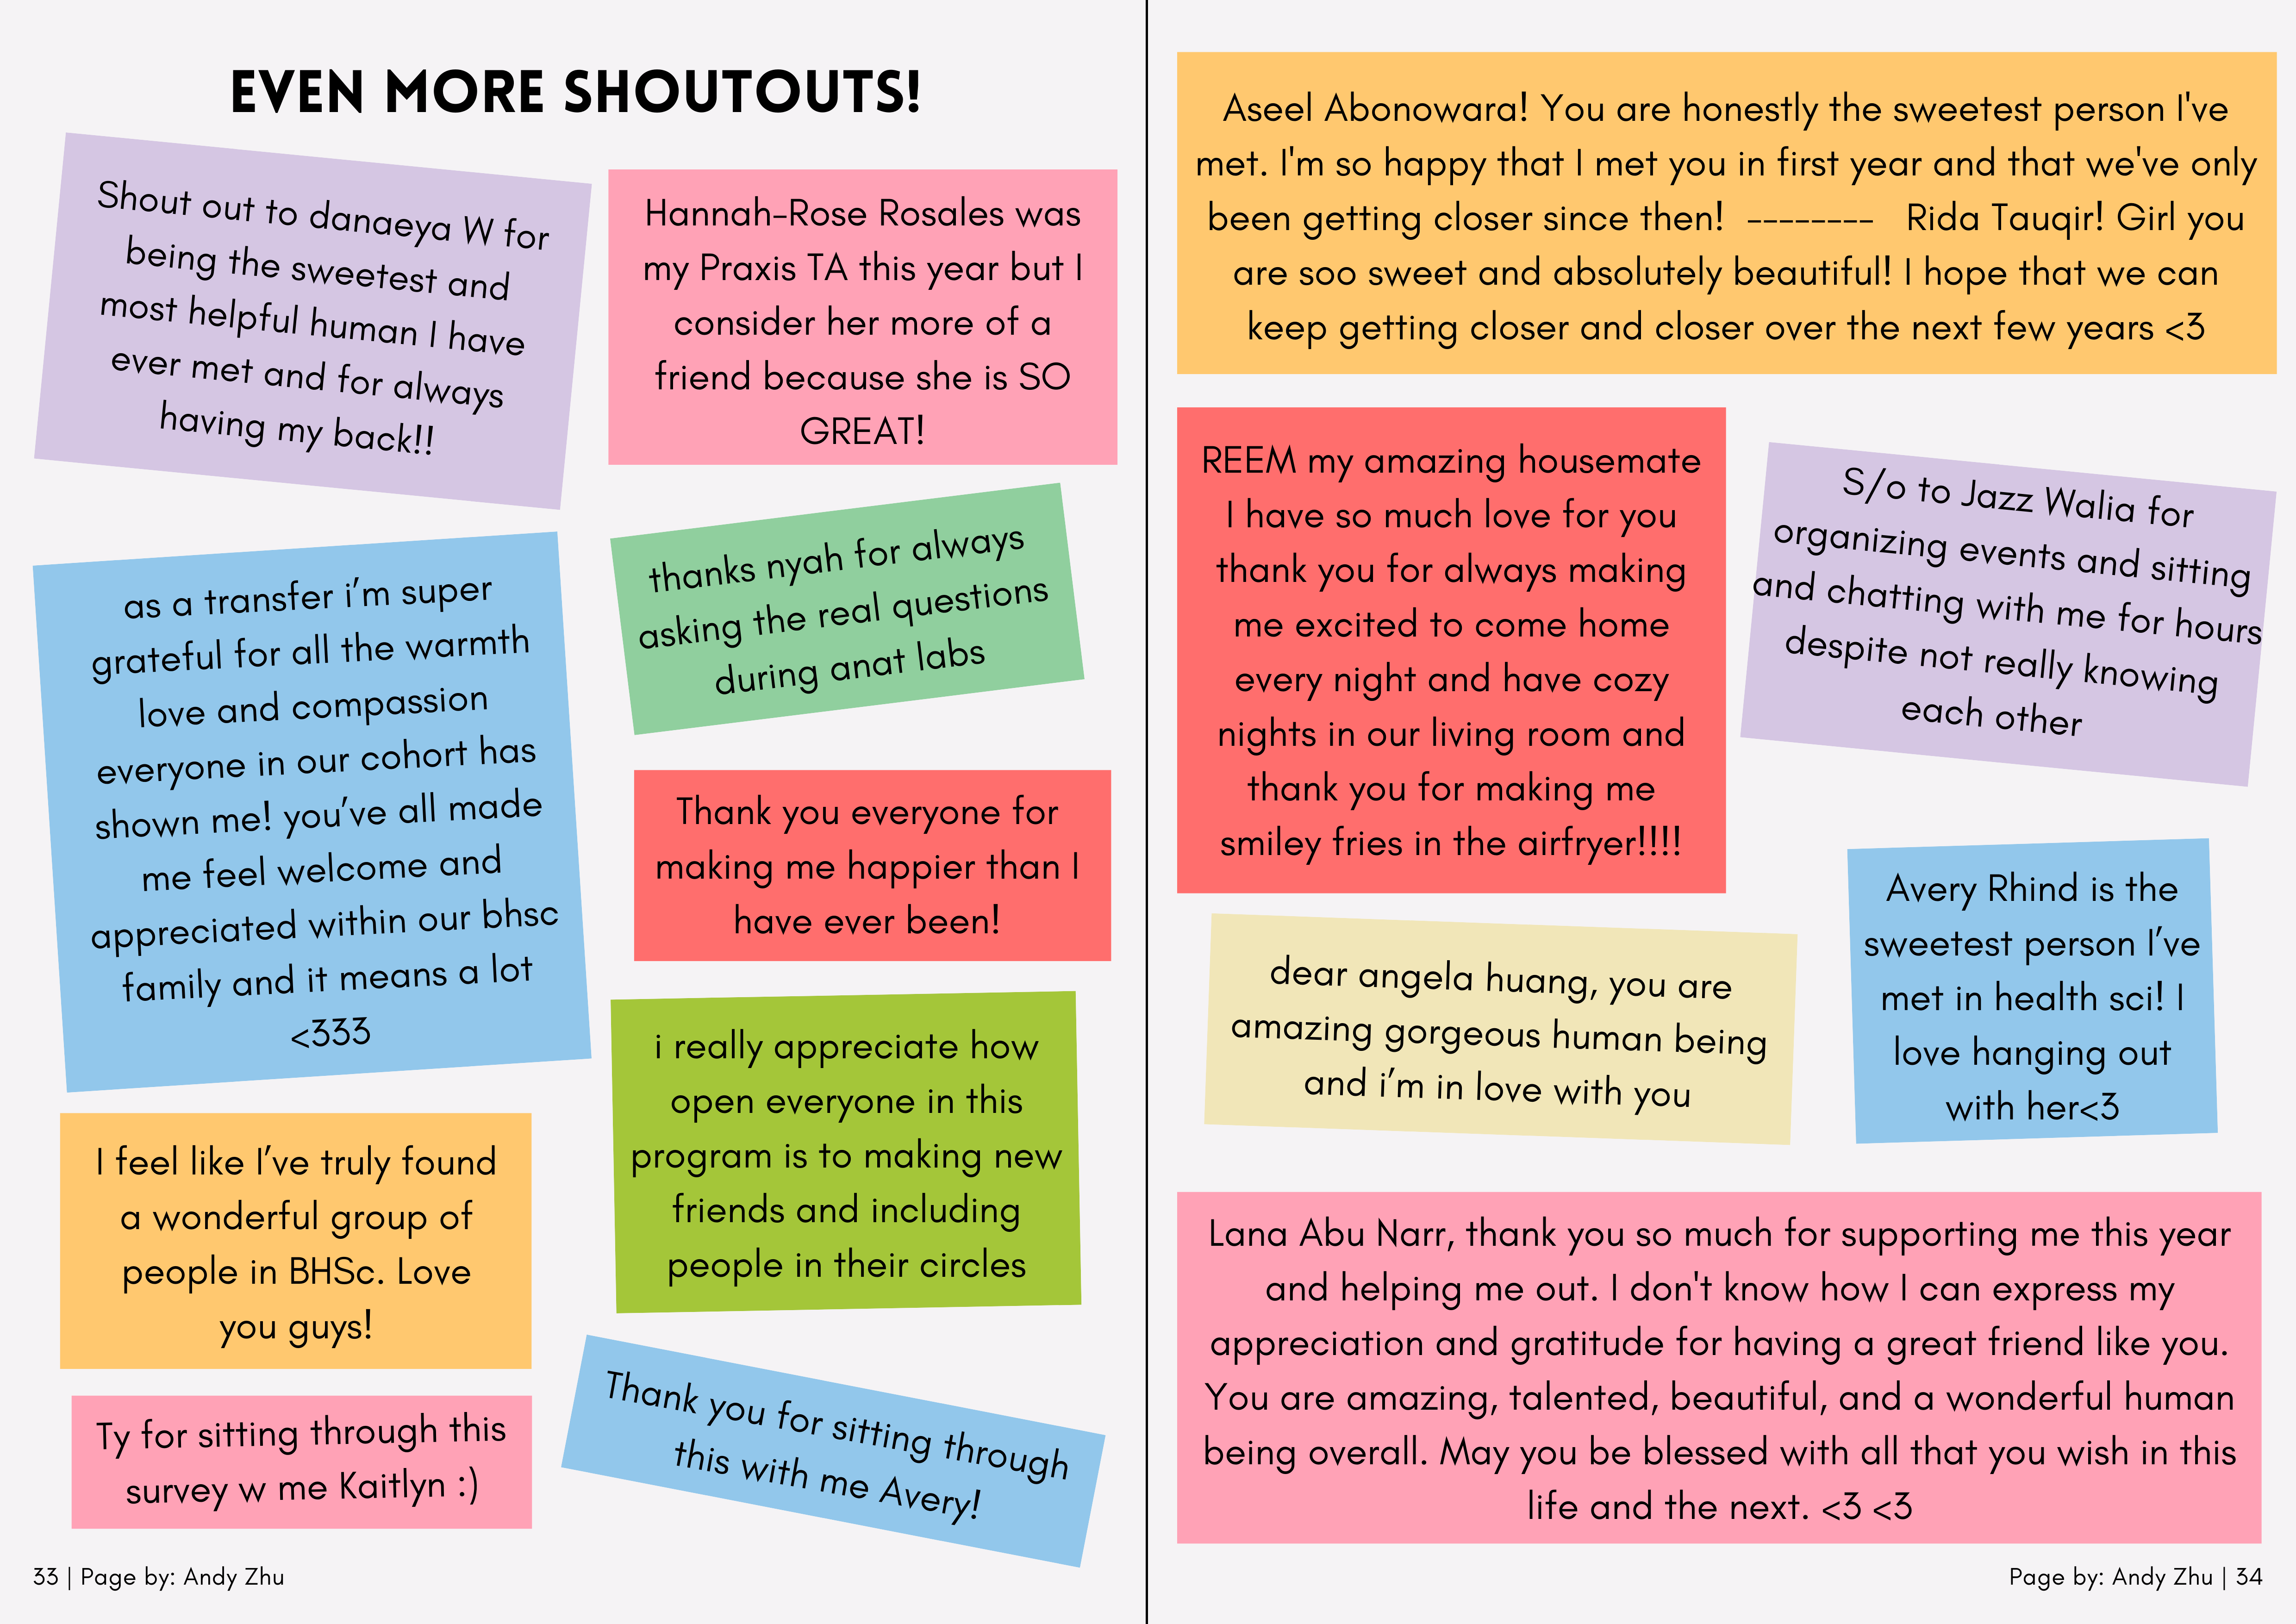 EVEN MORE SHOUTOUTS!
Shout out to danaeya W for
being the sweetest and
most helpful human I have
ever met and for always
having my back!!
Hannah-Rose Rosales was
my Praxis TA this year but I
consider her more of a
friend because she is SO
GREAT!
as a transfer i’m super
grateful for all the warmth
love and compassion
everyone in our cohort has
shown me! you’ve all made
me feel welcome and
appreciated within our bhsc
family and it means a lot
<333
thanks nyah for always
asking the real questions
during anat labs
Thank you everyone for
making me happier than I
have ever been!
i really appreciate how
open everyone in this
program is to making new
friends and including
people in their circles
I feel like I’ve truly found
a wonderful group of
people in BHSc. Love
you guys!
Ty for sitting through this
survey w me Kaitlyn :)
Thank you for sitting through
this with me Avery!
33 | Page by: Andy Zhu
Aseel Abonowara! You are honestly the sweetest person I've
met. I'm so happy that I met you in first year and that we've only
been getting closer since then! -------- Rida Tauqir! Girl you
are soo sweet and absolutely beautiful! I hope that we can
keep getting closer and closer over the next few years <3
REEM my amazing housemate
I have so much love for you
thank you for always making
me excited to come home
every night and have cozy
nights in our living room and
thank you for making me
smiley fries in the airfryer!!!!
S/o to Jazz Walia for
organizing events and sitting
and chatting with me for hours
despite not really knowing
each other
dear angela huang, you are
amazing gorgeous human being
and i’m in love with you
Avery Rhind is the
sweetest person I’ve
met in health sci! I
love hanging out
with her<3
Lana Abu Narr, thank you so much for supporting me this year
and helping me out. I don't know how I can express my
appreciation and gratitude for having a great friend like you.
You are amazing, talented, beautiful, and a wonderful human
being overall. May you be blessed with all that you wish in this
life and the next. <3 <3
Page by: Andy Zhu | 34